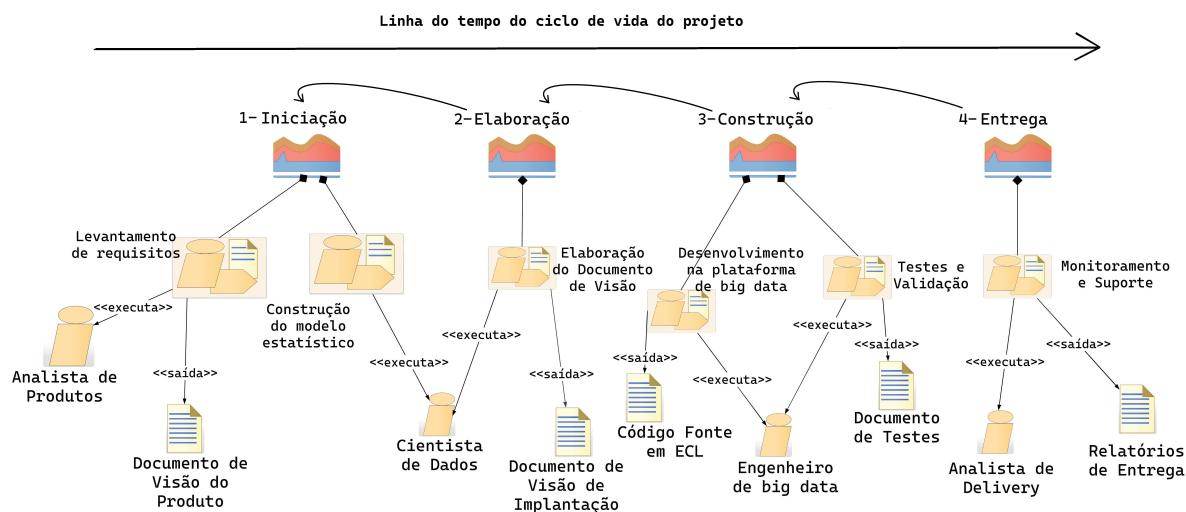 Linha do tempo do ciclo de vida do projeto
1-Iniciação
2-Elaboração
3-Construção
4-Entrega
Levantamento
de requisitos
Construção
do modelo
estatístico
Elaboração
do Documento
de Visão
Desenvolvimento
na plataforma
de big data
Testes e
Validação
Monitoramento
e Suporte
<<executa>>
<<saída>>
<<executa>>
<<executa>>
<<saída>>
<<saída>>
<<executa>>
<<executa>>
<<saída>>
<<executa>>
<<saída>>
Analista de
Produtos
Documento de
Visão do
Produto
Cientista
de Dados
Documento de
Visão de
Implantação
Código Fonte
em ECL
Engenheiro
de big data
Documento
de Testes
Analista de
Delivery
Relatórios
de Entrega